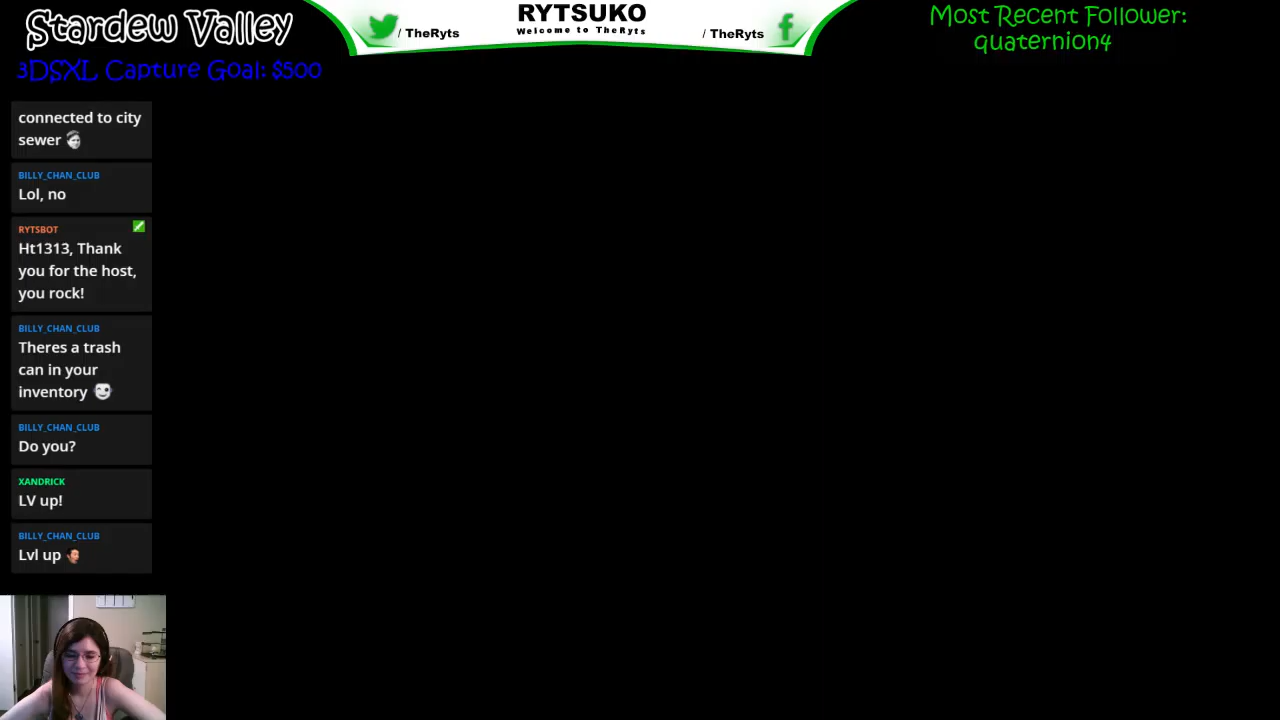 Stardew Valley
3DSXL Capture Goal: $500
RYTSUKO
Welcome to TheRyts
/ TheRyts
/ TheRyts
Most Recent Follower:
quaternion4
connected to city
sewer
BILLY_CHAN_CLUB
Lol, no
RYTSBOT
Ht1313, Thank
you for the host,
you rock!
BILLY_CHAN_CLUB
Theres a trash
can in your
inventory
BILLY_CHAN_CLUB
Do you?
XANDRICK
LV up!
BILLY_CHAN_CLUB
Lvl up